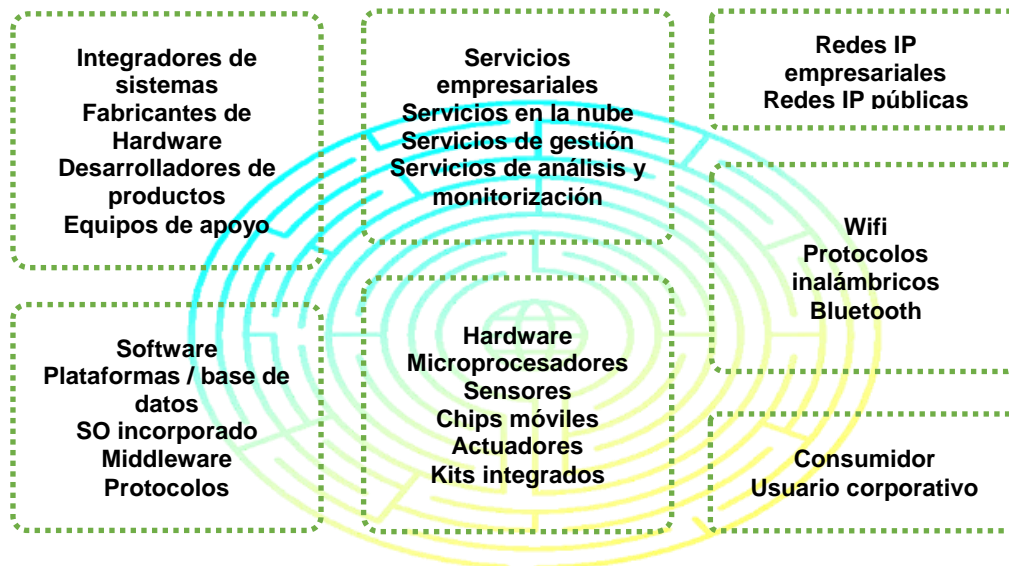 Integradores de
sistemas
Fabricantes de
Hardware
Desarrolladores de
productos
Equipos de apoyo
Servicios
empresariales
Servicios en la nube
Servicios de gestión
Servicios de análisis y
monitorización
Redes IP
empresariales
Redes IP públicas
Wifi
Protocolos
inalámbricos
Bluetooth
Software
Plataformas / base de
datos
SO incorporado
Middleware
Protocolos
Hardware
Microprocesadores
Sensores
Chips móviles
Actuadores
Kits integrados
Consumidor
Usuario corporativo